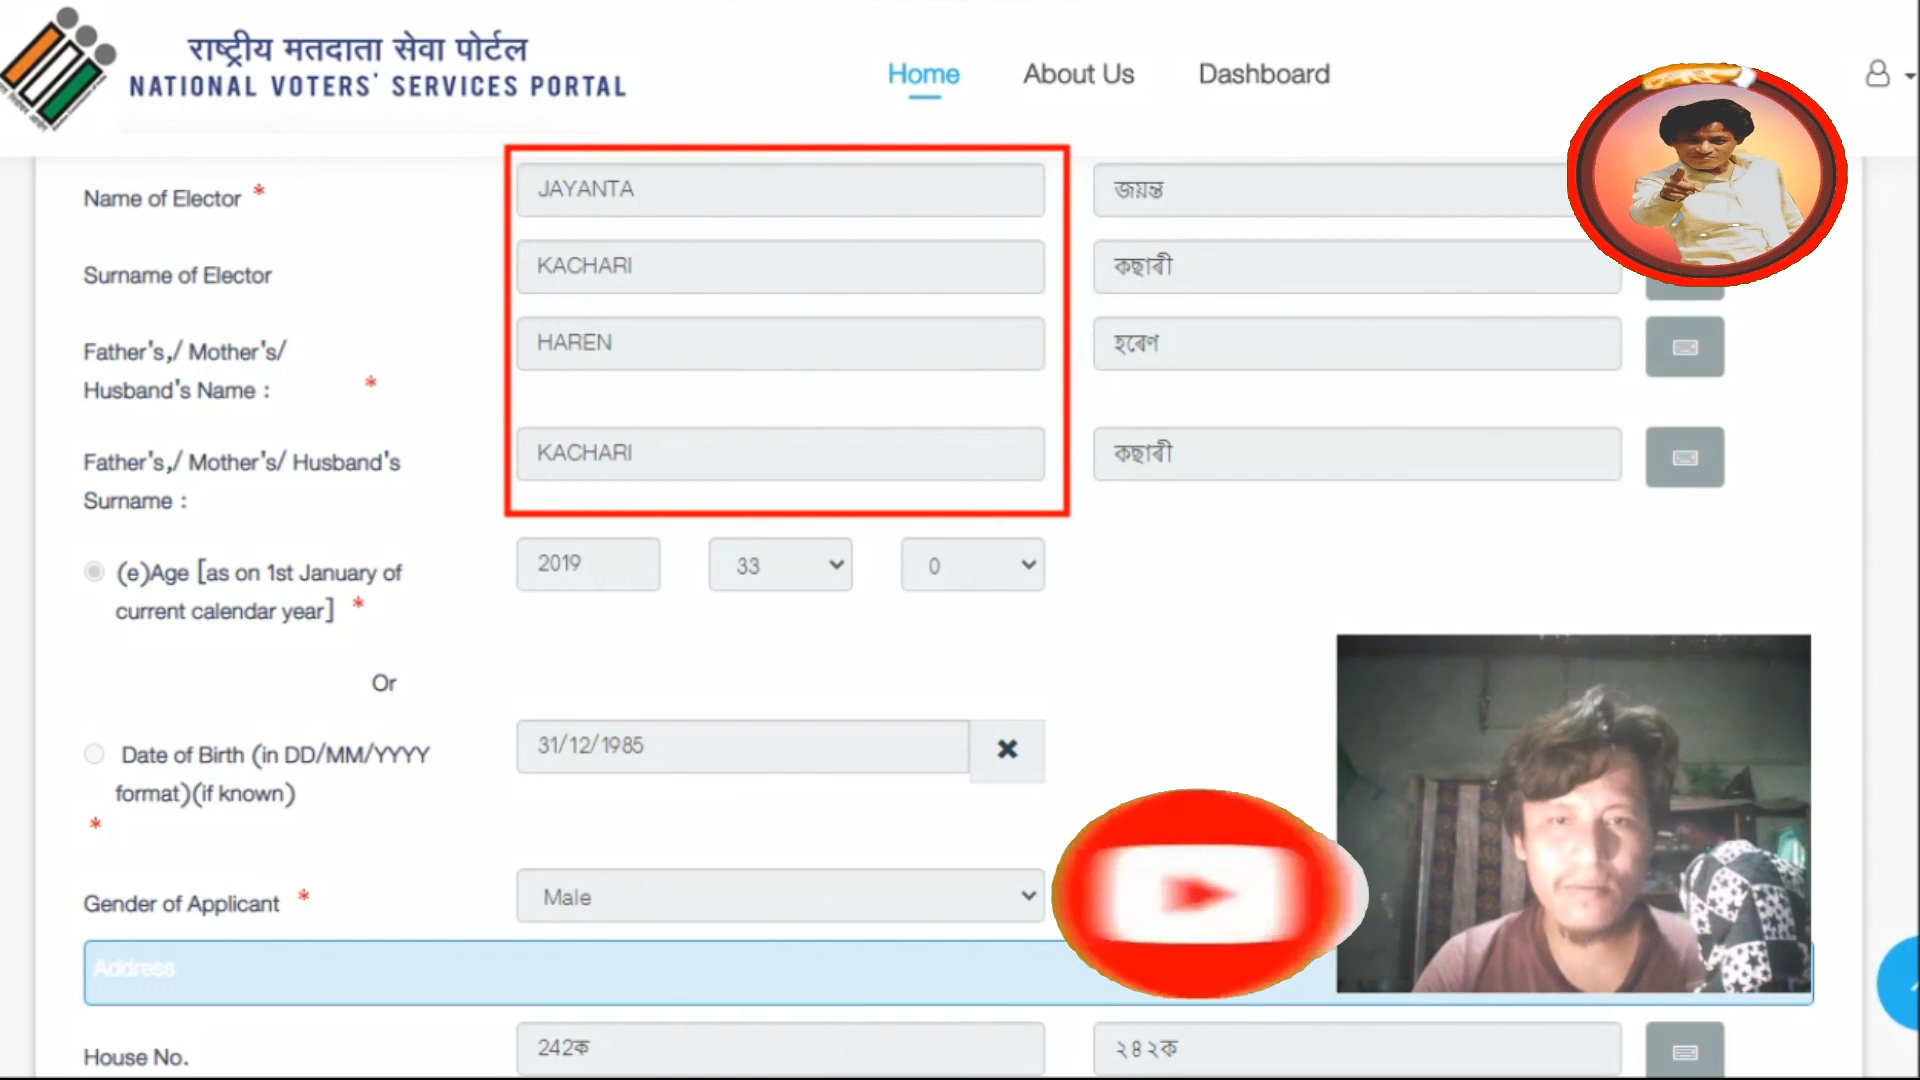 राष्ट्रीय मतदाता सेवा पोर्टल
NATIONAL VOTERS' SERVICES PORTAL
Home About Us Dashboard
Name of Elector * JAYANTA জয়ন্ত
Surname of Elector KACHARI কছাৰী
Father's,/ Mother's/
Husband's Name : * HAREN হৰেণ
Father's,/ Mother's/ Husband's
Surname : KACHARI কছাৰী
(e)Age [as on 1st January of
current calendar year] * 2019 33 0
Or
Date of Birth (in DD/MM/YYYY
format)(if known) 31/12/1985
*
Gender of Applicant * Male
Address
House No. 242ক ২৪২ক